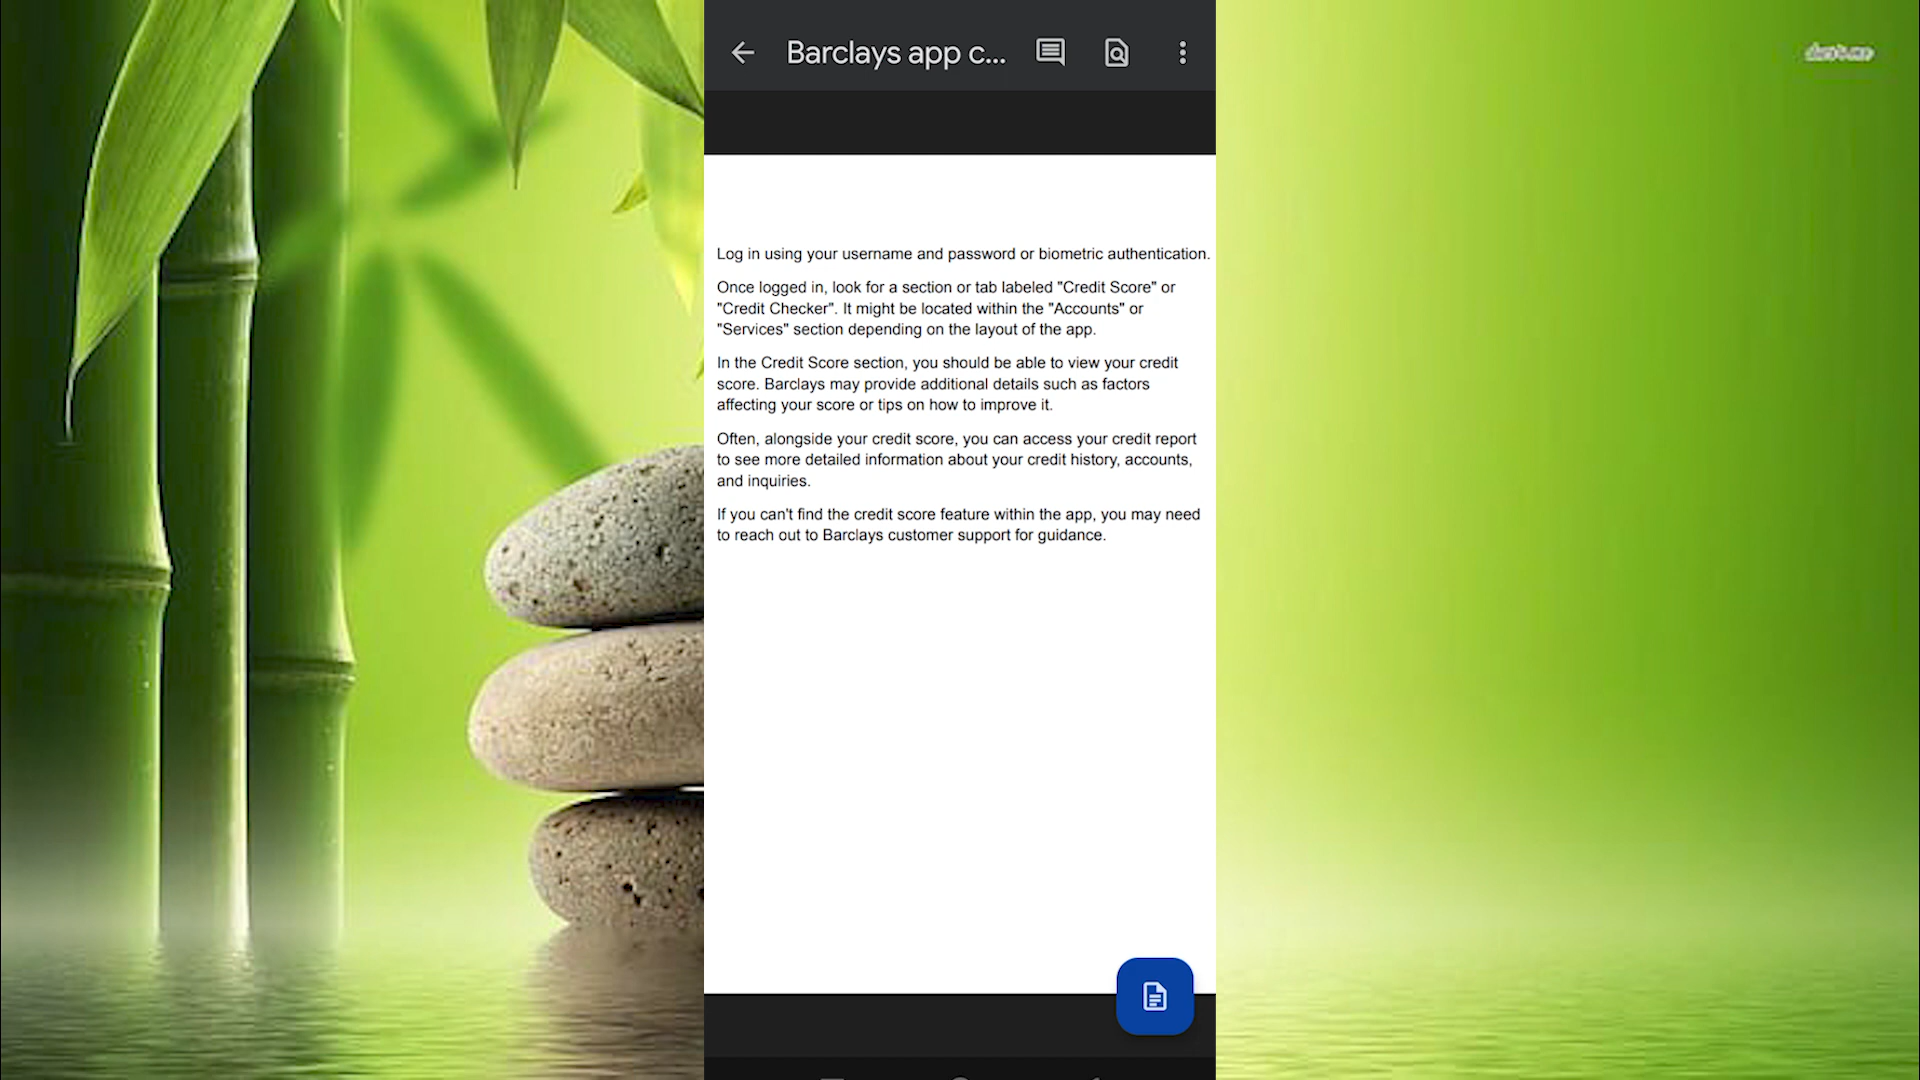 Barclays app c...
Log in using your username and password or biometric authentication.
Once logged in, look for a section or tab labeled "Credit Score" or
"Credit Checker". It might be located within the "Accounts" or
"Services" section depending on the layout of the app.
In the Credit Score section, you should be able to view your credit
score. Barclays may provide additional details such as factors
affecting your score or tips on how to improve it.
Often, alongside your credit score, you can access your credit report
to see more detailed information about your credit history, accounts,
and inquiries.
If you can't find the credit score feature within the app, you may need
to reach out to Barclays customer support for guidance.